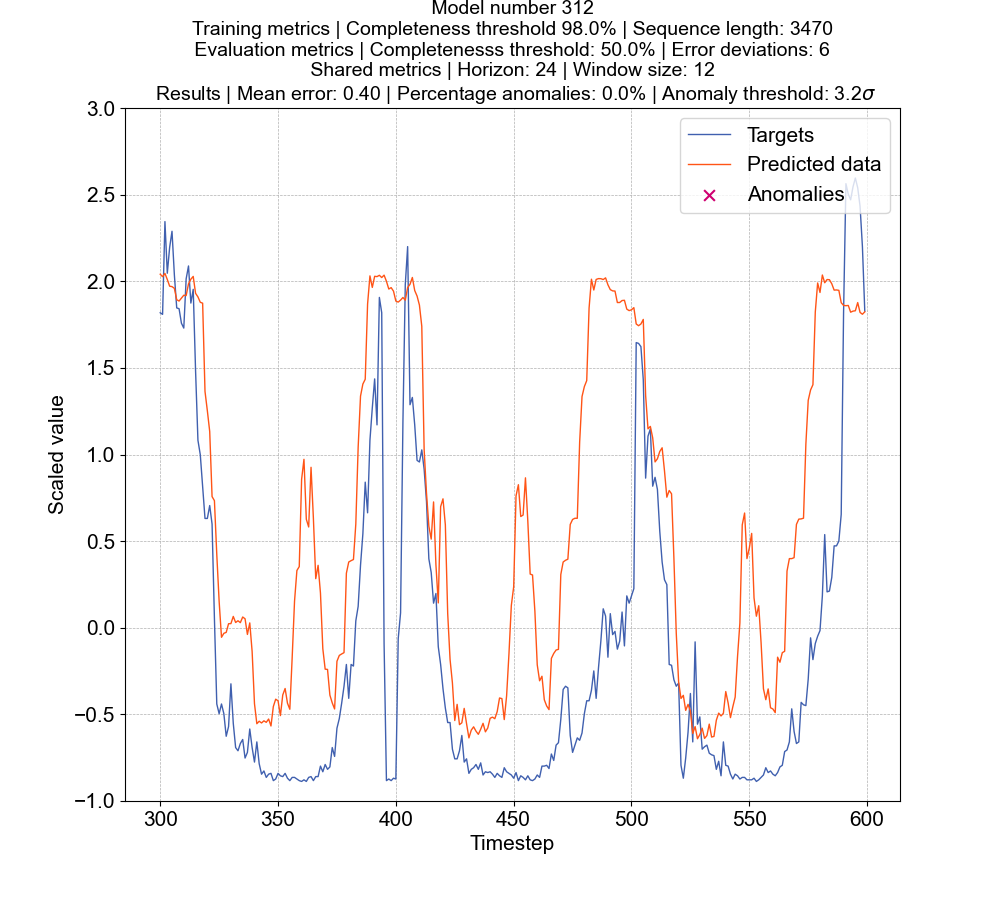 Model number 312
Training metrics | Completeness threshold 98.0% | Sequence length: 3470
Evaluation metrics | Completenesss threshold: 50.0% | Error deviations: 6
Shared metrics | Horizon: 24 | Window size: 12
Results | Mean error: 0.40 | Percentage anomalies: 0.0% | Anomaly threshold: 3.2σ
Targets
Predicted data
Anomalies
3.0
2.5
2.0
1.5
1.0
0.5
0.0
−0.5
−1.0
Scaled value
300
350
400
450
500
550
600
Timestep